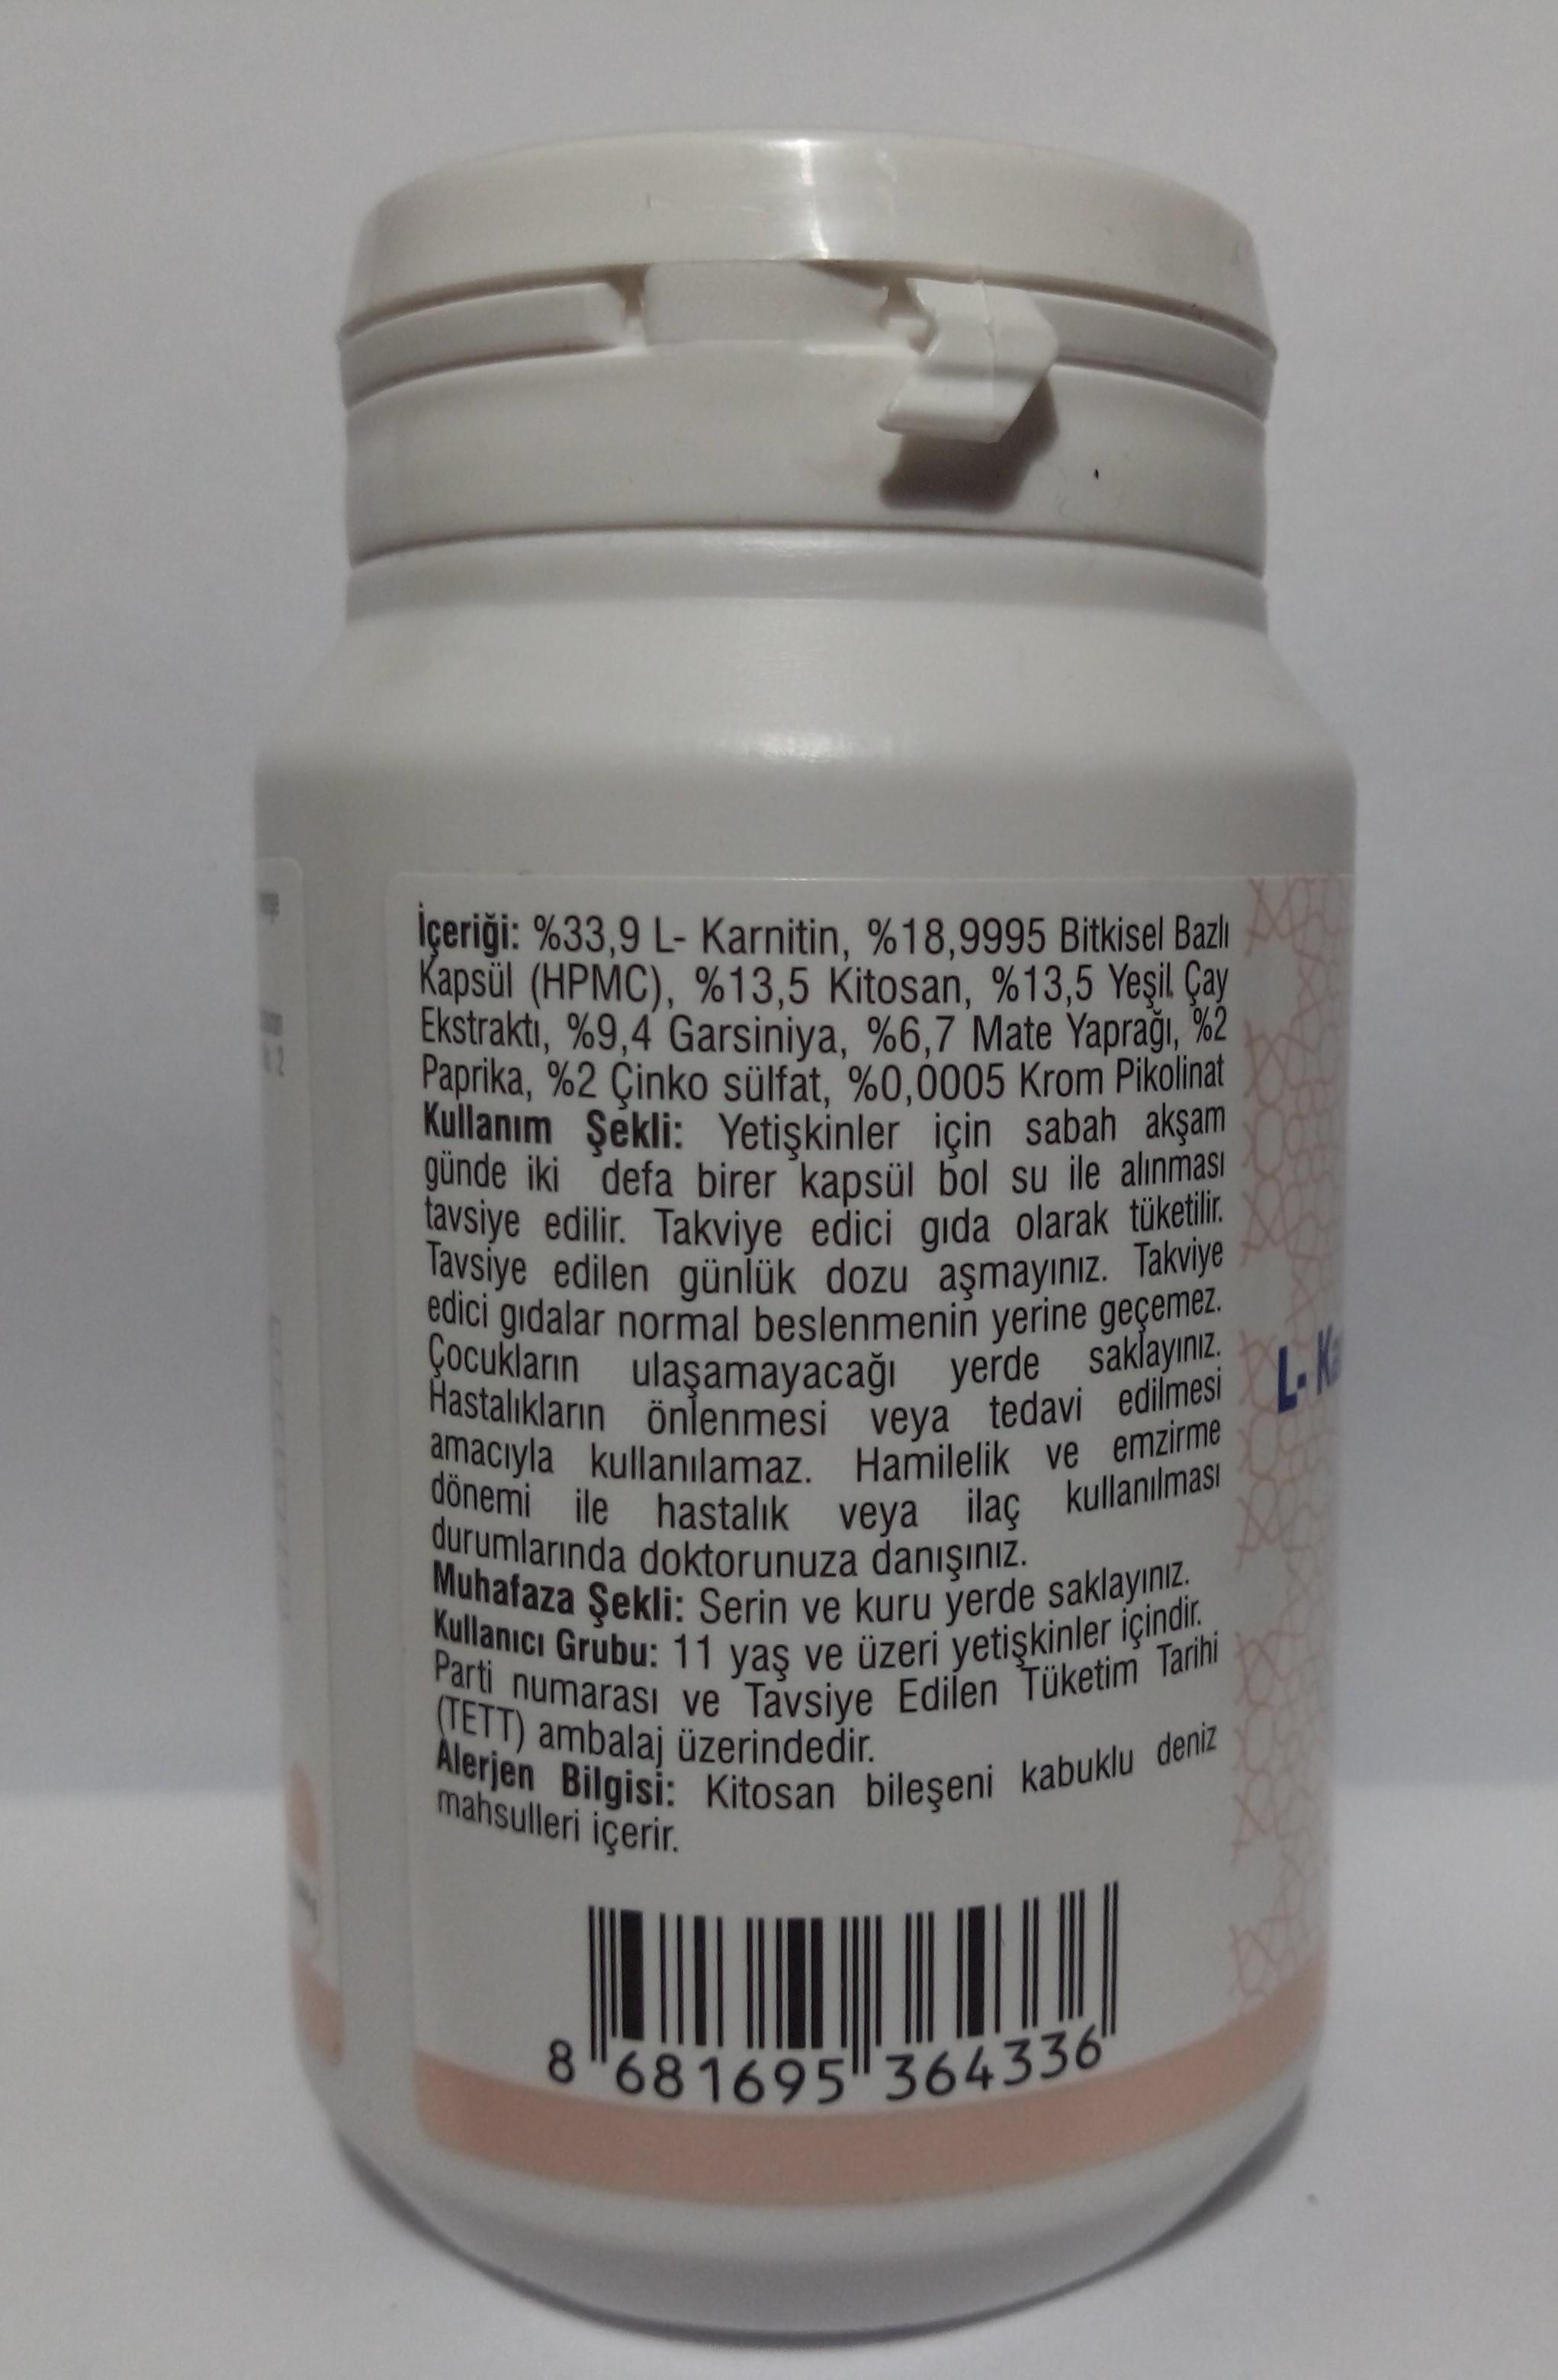 İçeriği: %33,9 L- Karnitin, %18,9995 Bitkisel Bazlı
Kapsül (HPMC), %13,5 Kitosan, %13,5 Yeşil Çay
Ekstraktı, %9,4 Garsiniya, %6,7 Mate Yaprağı, %2
Paprika, %2 Çinko sülfat, %0,0005 Krom Pikolinat
Kullanım Şekli: Yetişkinler için sabah akşam
günde iki defa birer kapsül bol su ile alınması
tavsiye edilir. Takviye edici gıda olarak tüketilir.
Tavsiye edilen günlük dozu aşmayınız. Takviye
edici gıdalar normal beslenmenin yerine geçemez.
Çocukların ulaşamayacağı yerde saklayınız.
Hastalıkların önlenmesi veya tedavi edilmesi
amacıyla kullanılamaz. Hamilelik ve emzirme
dönemi ile hastalık veya ilaç kullanılması
durumlarında doktorunuza danışınız.
Muhafaza Şekli: Serin ve kuru yerde saklayınız.
Kullanıcı Grubu: 11 yaş ve üzeri yetişkinler içindir.
Parti numarası ve Tavsiye Edilen Tüketim Tarihi
(TETT) ambalaj üzerindedir.
Alerjen Bilgisi: Kitosan bileşeni kabuklu deniz
mahsulleri içerir.
8 681695 364336
L- Ka